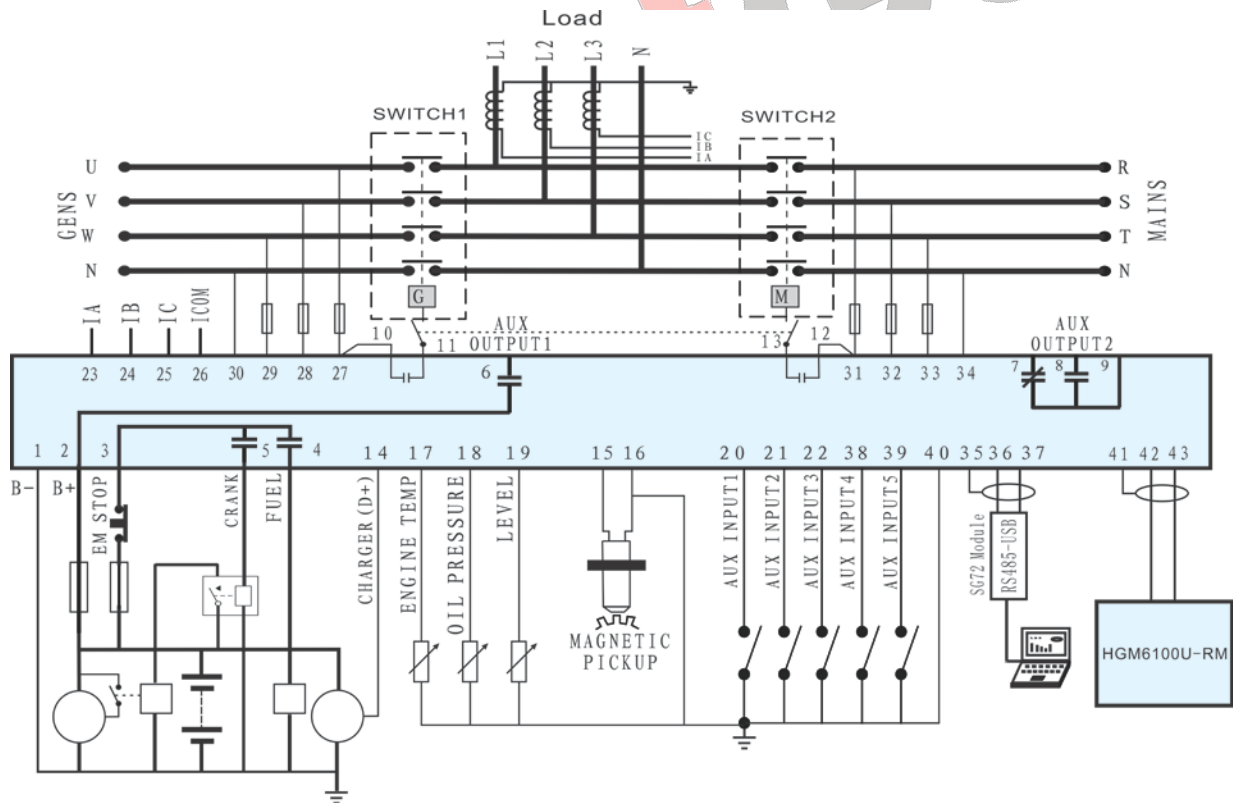 Load
L1 L2 L3 N
SWITCH1
SWITCH2
IC
IB
IA
GENS
U
V
W
N
R
S
T
N
MAINS
G
M
IA IB IC ICOM
10 11
AUX OUTPUT1
13 12
AUX OUTPUT2
23 24 25 26 30 29 28 27 6 31 32 33 34 7 8 9
1 2 3 5 4 14 17 18 19 15 16 20 21 22 38 39 40 35 36 37 41 42 43
B-
B+
EM STOP
CRANK
FUEL
CHARGER(D+)
ENGINE TEMP
OIL PRESSURE
LEVEL
MAGNETIC
PICKUP
AUX INPUT1
AUX INPUT2
AUX INPUT3
AUX INPUT4
AUX INPUT5
SG72 Module
RS485-USB
HGM6100U-RM